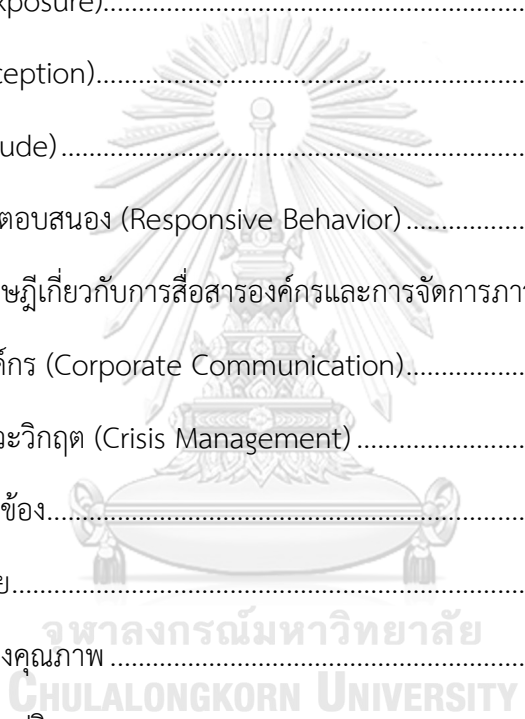 xposure)
ception)
ude)
ตอบสนอง (Responsive Behavior)
ษฎีเกี่ยวกับการสื่อสารองค์กรและการจัดการภา
ค์กร (Corporate Communication)
วะวิกฤต (Crisis Management)
ข้อง
ย
จุฬาลงกรณ์มหาวิทยาลัย
งคุณภาพ
CHULALONGKORN UNIVERSITY